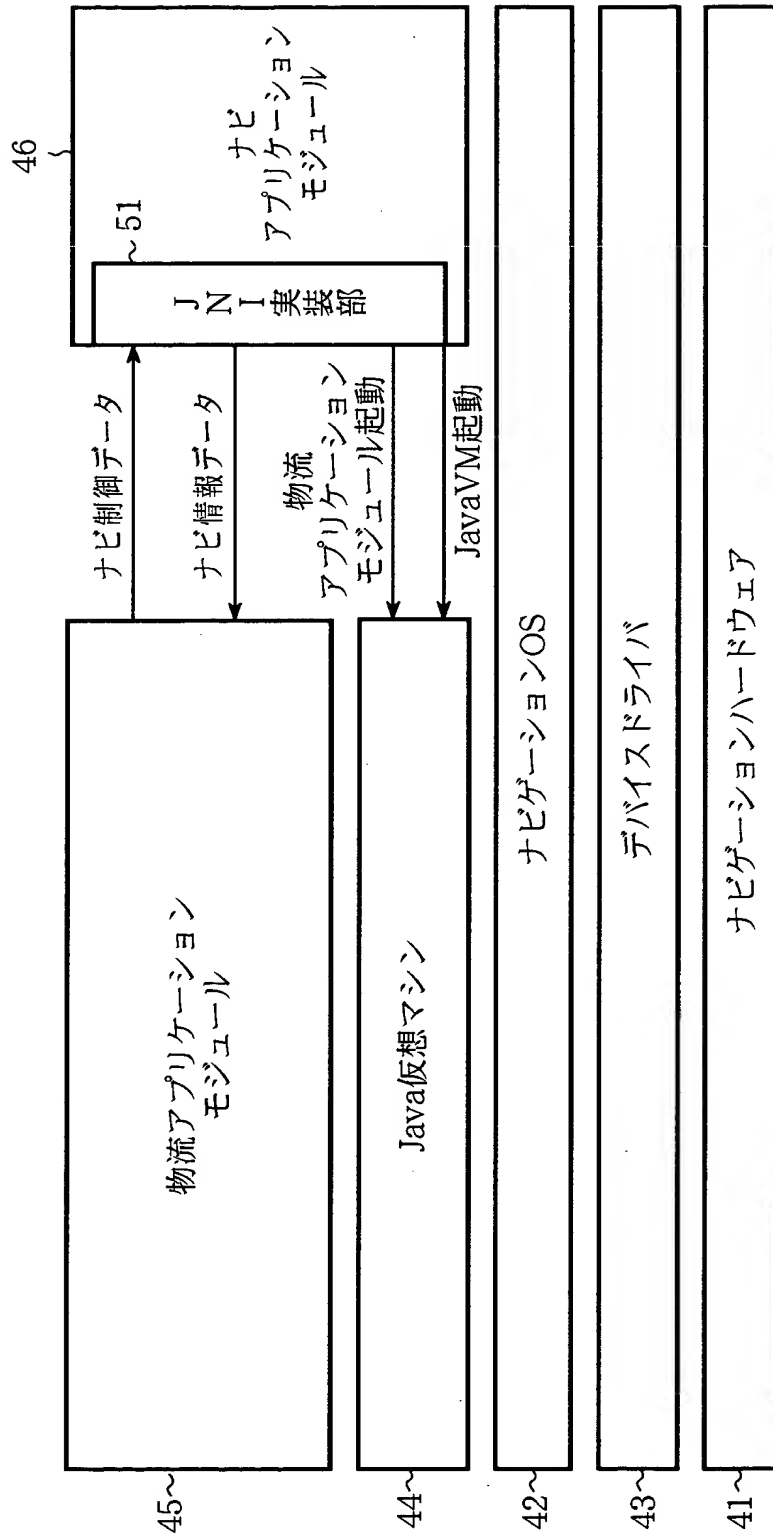 46
ナビ
アプリケーション
モジュール
51
JNI実装部
ナビ制御データ
ナビ情報データ
物流
アプリケーション
モジュール起動
JavaVM起動
物流アプリケーション
モジュール
45
Java仮想マシン
44
ナビゲーションOS
42
デバイスドライバ
43
ナビゲーションハードウェア
41